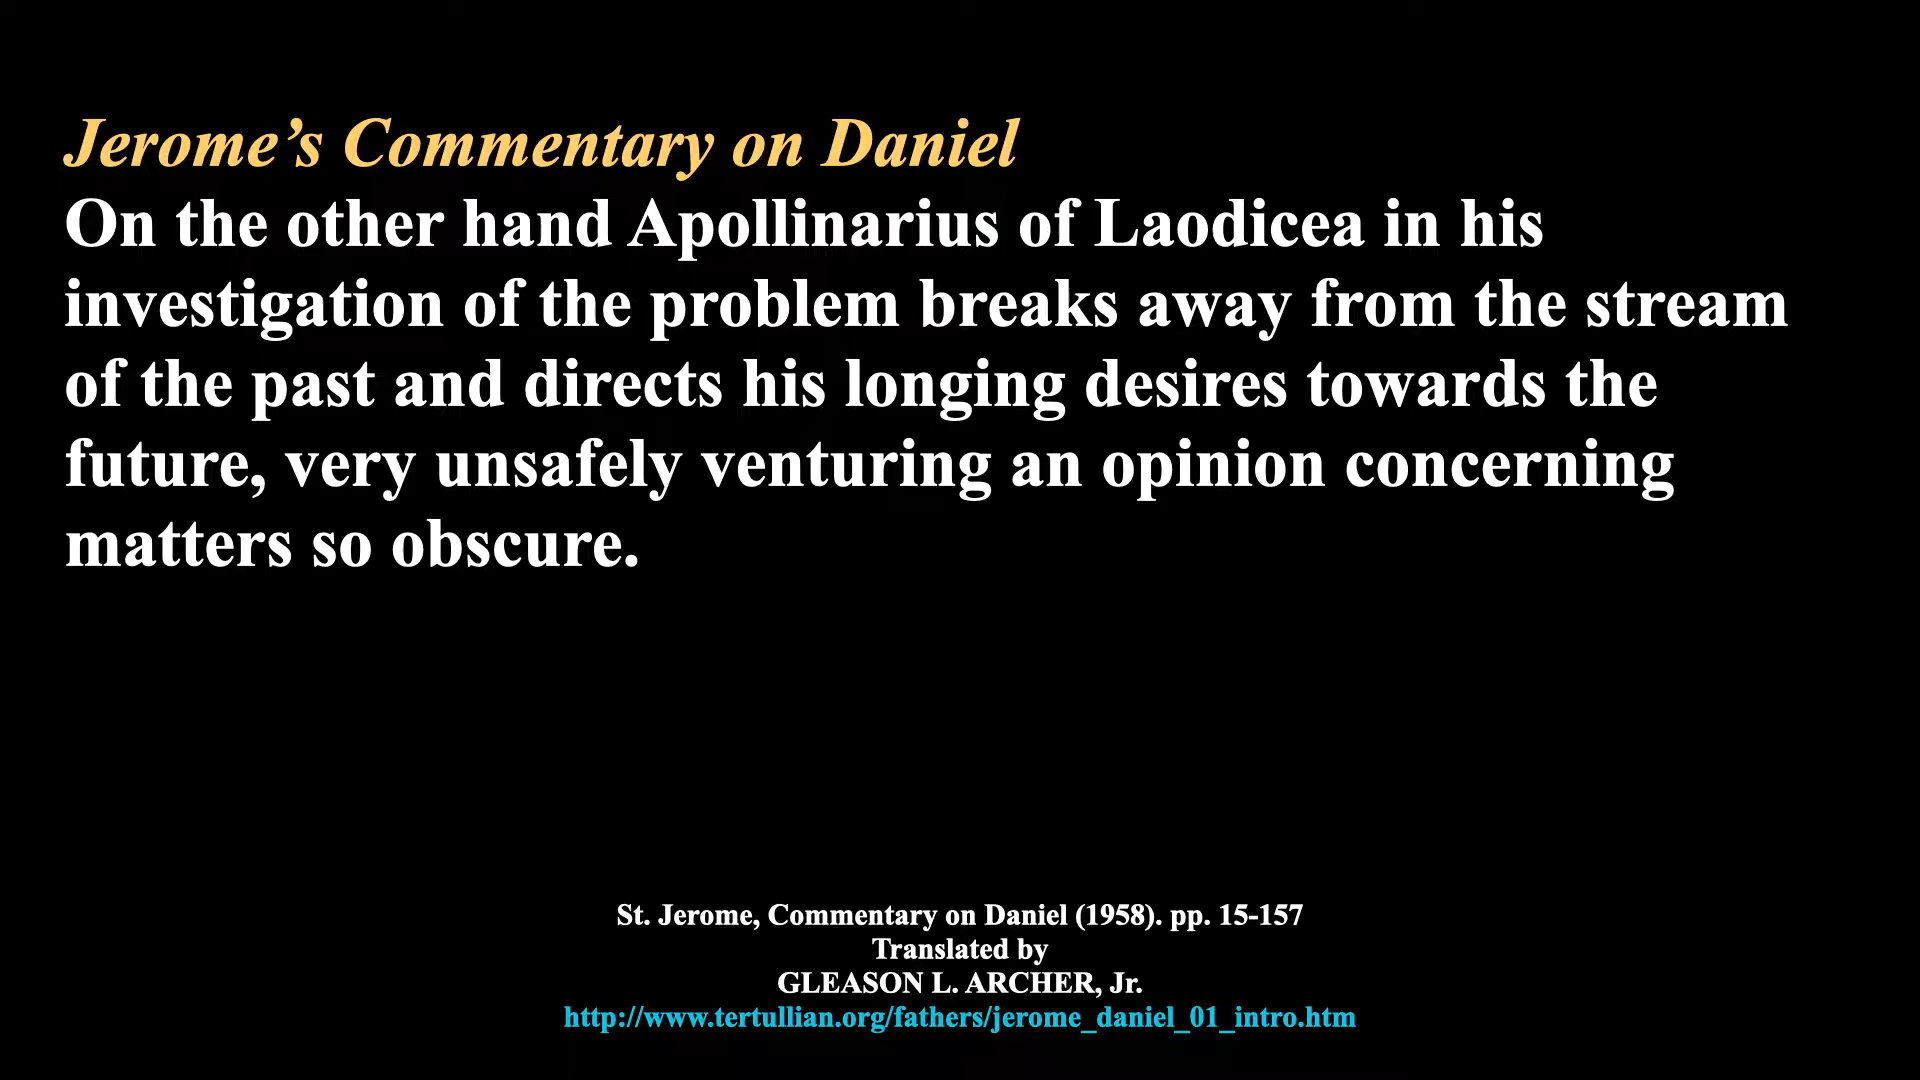 Jerome’s Commentary on Daniel
On the other hand Apollinarius of Laodicea in his
investigation of the problem breaks away from the stream
of the past and directs his longing desires towards the
future, very unsafely venturing an opinion concerning
matters so obscure.
St. Jerome, Commentary on Daniel (1958). pp. 15-157
Translated by
GLEASON L. ARCHER, Jr.
http://www.tertullian.org/fathers/jerome_daniel_01_intro.htm